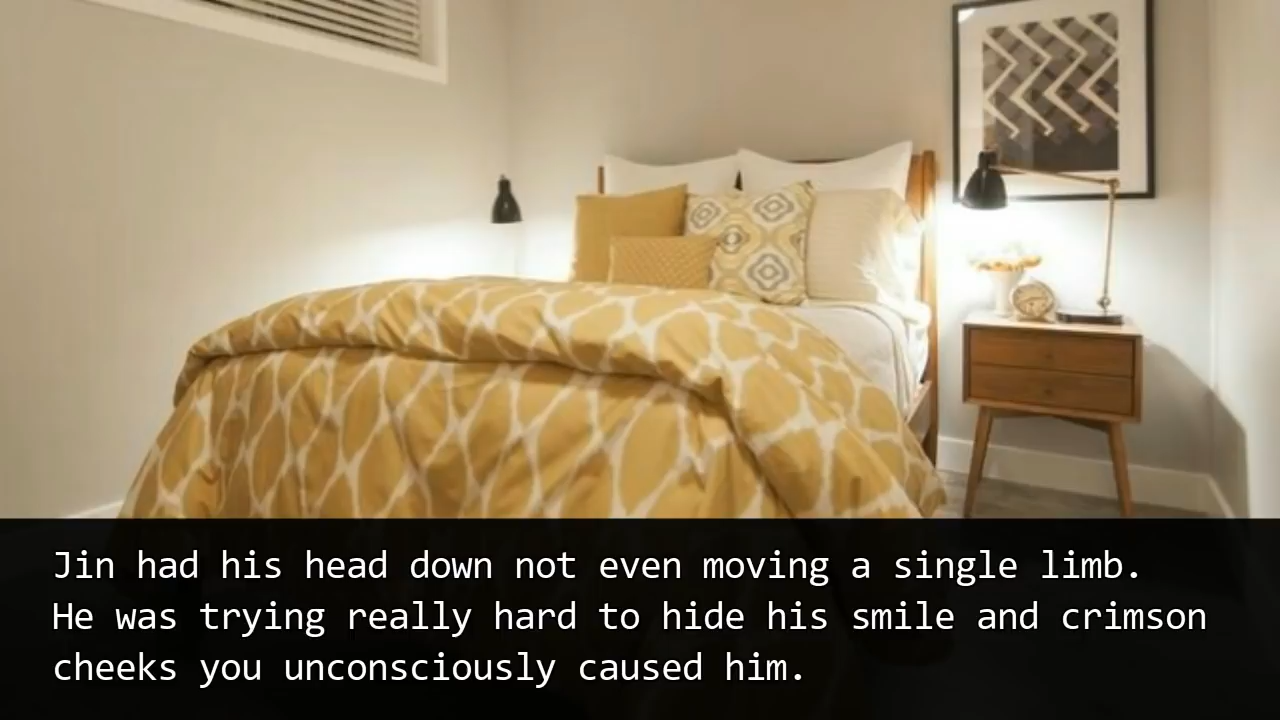 Jin had his head down not even moving a single limb.
He was trying really hard to hide his smile and crimson
cheeks you unconsciously caused him.